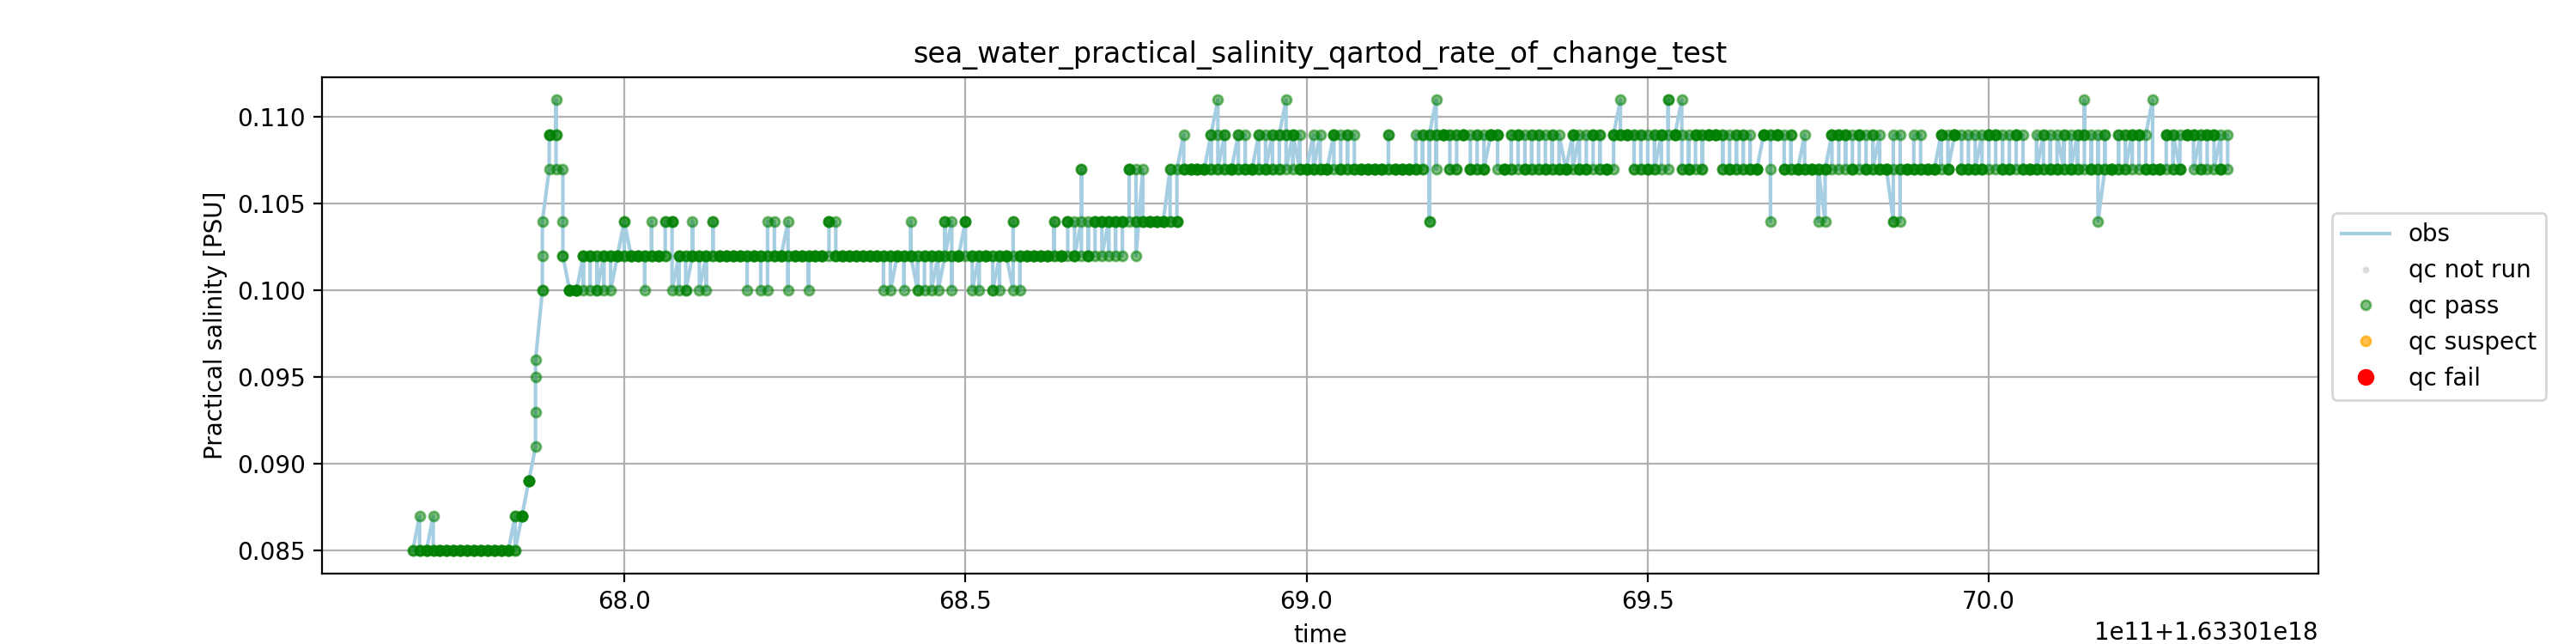 sea_water_practical_salinity_qartod_rate_of_change_test
Practical salinity [PSU]
0.110
0.105
0.100
0.095
0.090
0.085
68.0
68.5
69.0
69.5
70.0
time
1e11+1.63301e18
obs
qc not run
qc pass
qc suspect
qc fail